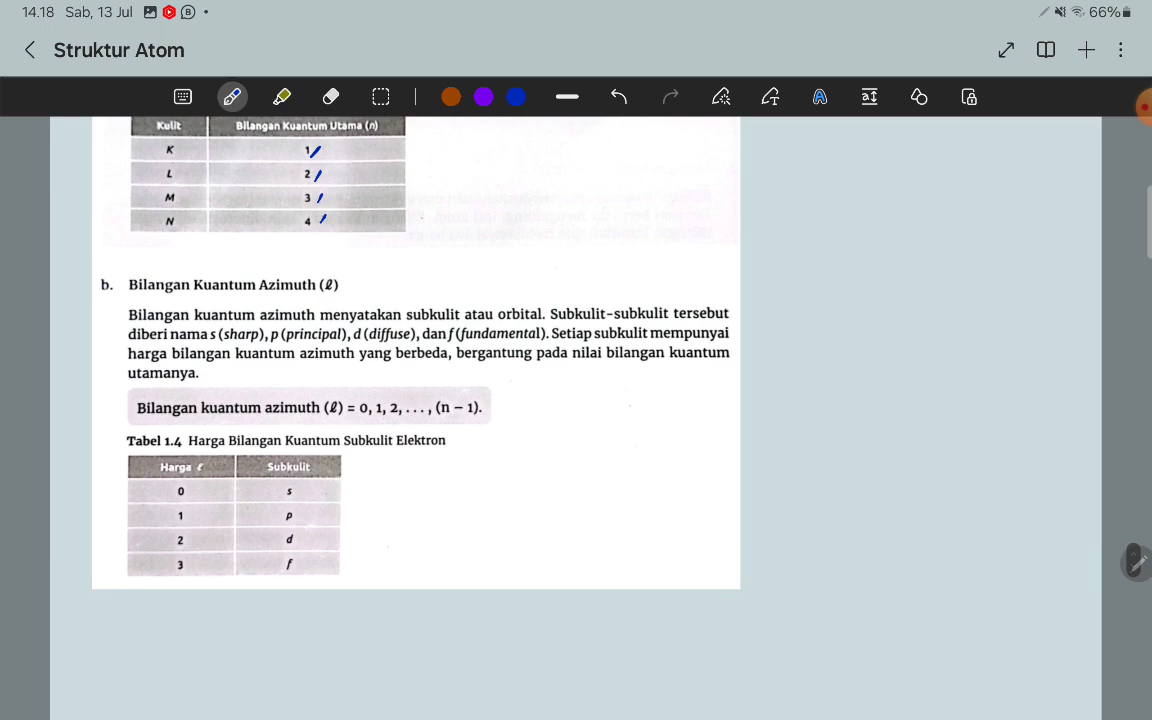 14.18 Sab, 13 Jul
66%
Struktur Atom
Kulit Bilangan Kuantum Utama (n)
K 1
L 2
M 3
N 4
b. Bilangan Kuantum Azimuth (ℓ)
Bilangan kuantum azimuth menyatakan subkulit atau orbital. Subkulit-subkulit tersebut
diberi nama s (sharp), p (principal), d (diffuse), dan f (fundamental). Setiap subkulit mempunyai
harga bilangan kuantum azimuth yang berbeda, bergantung pada nilai bilangan kuantum
utamanya.
Bilangan kuantum azimuth (ℓ) = 0, 1, 2, . . . , (n – 1).
Tabel 1.4 Harga Bilangan Kuantum Subkulit Elektron
Harga ℓ Subkulit
0 s
1 p
2 d
3 f